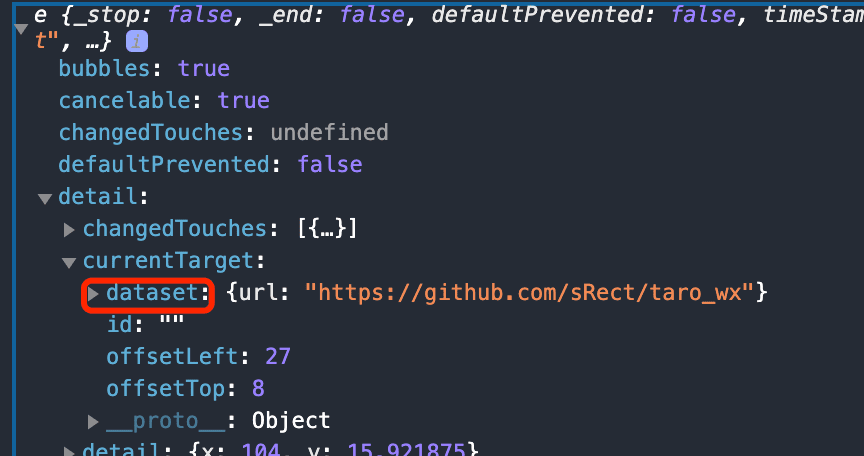 e {_stop: false, _end: false, defaultPrevented: false, timeStam
t", …} i
bubbles: true
cancelable: true
changedTouches: undefined
defaultPrevented: false
detail:
changedTouches: [{…}]
currentTarget:
dataset: {url: "https://github.com/sRect/taro_wx"}
id: ""
offsetLeft: 27
offsetTop: 8
__proto__: Object
detail: {x: 104, y: 15.921875}